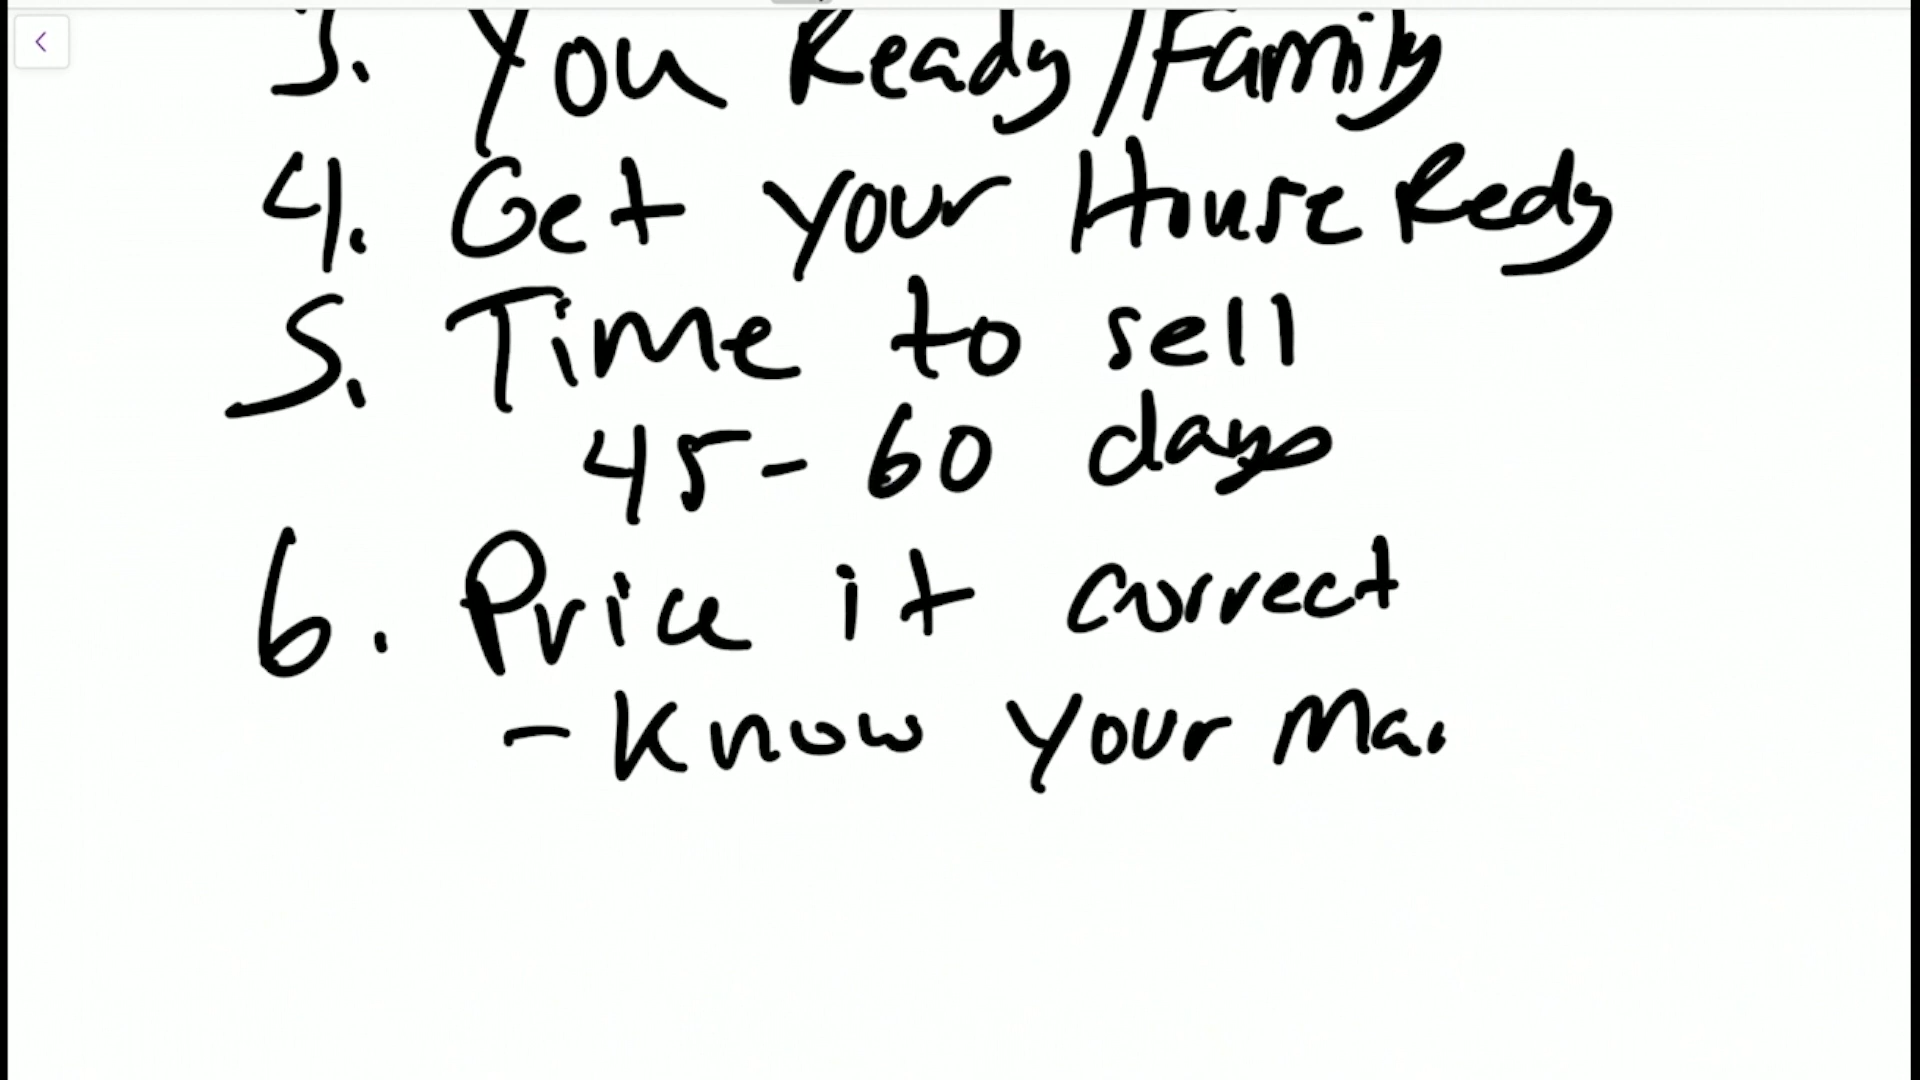 3. You Ready/Family
4. Get your House Redy
5. Time to sell
45-60 days
6. Price it correct
- Know your Ma